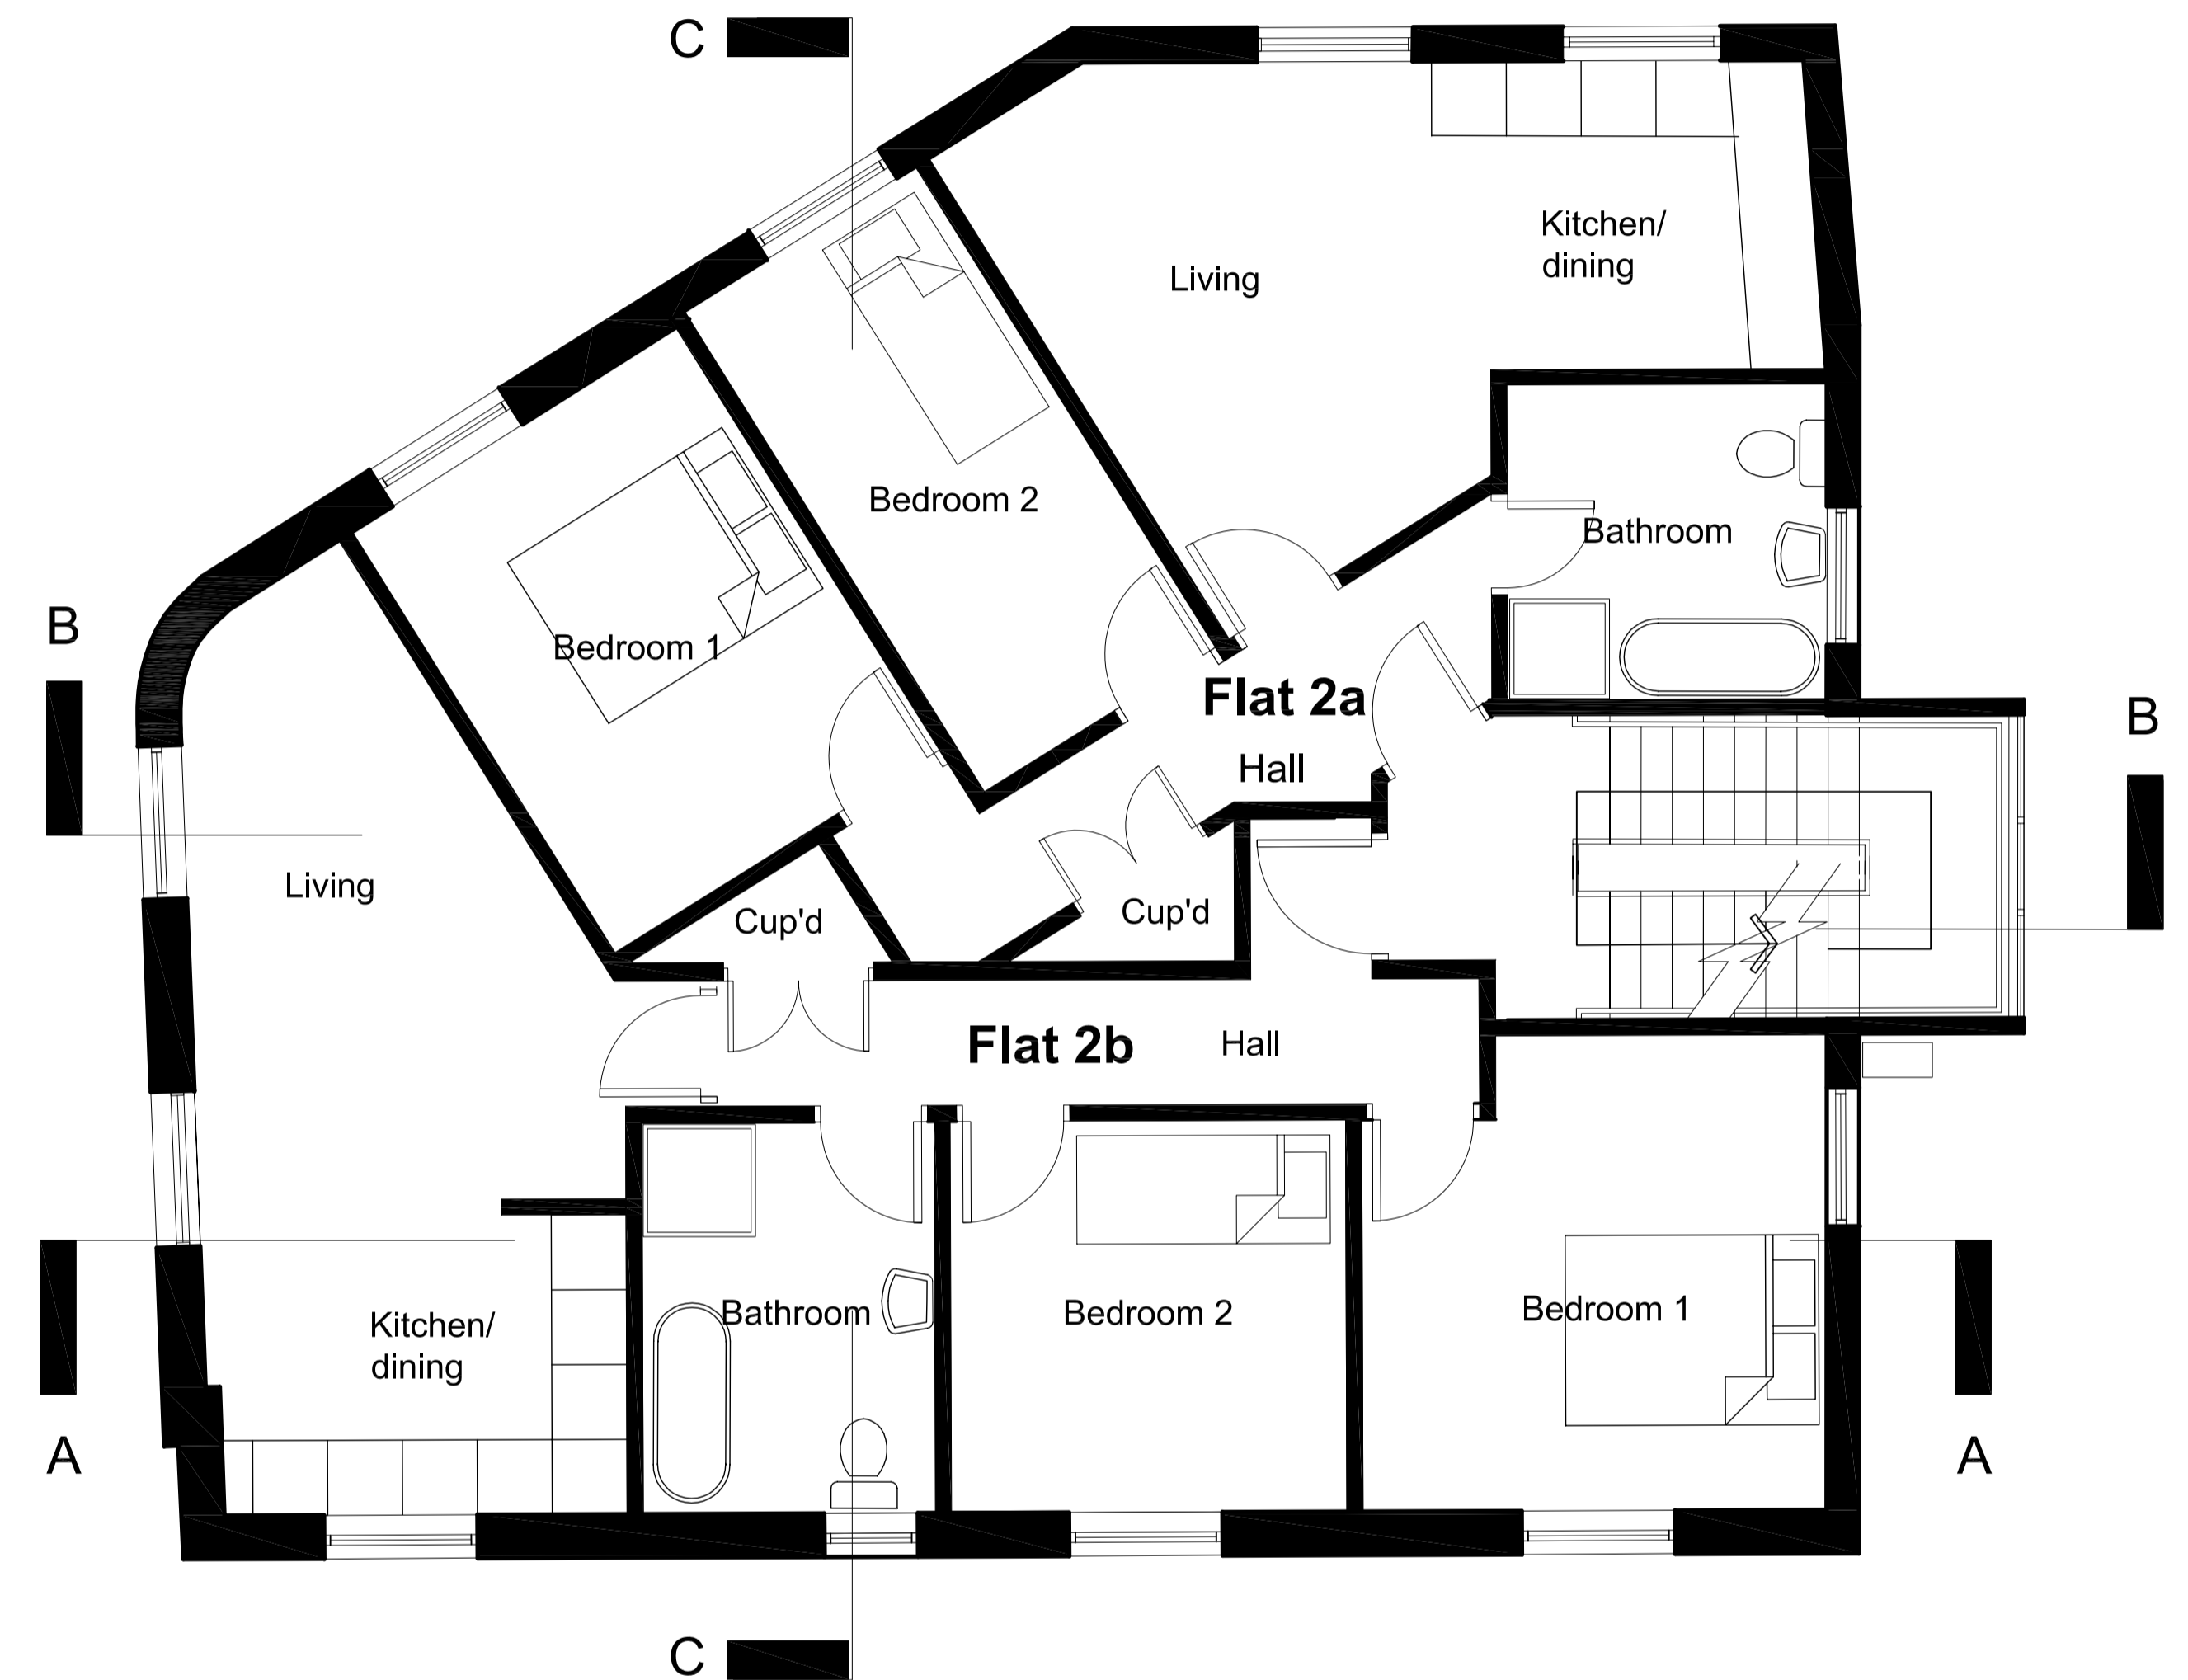 C
Kitchen/
dining
Living
Bedroom 2
Bathroom
B
Bedroom 1
Flat 2a
B
Hall
Living
Cup'd
Cup'd
Flat 2b
Hall
Kitchen/
dining
Bathroom
Bedroom 2
Bedroom 1
A
A
C